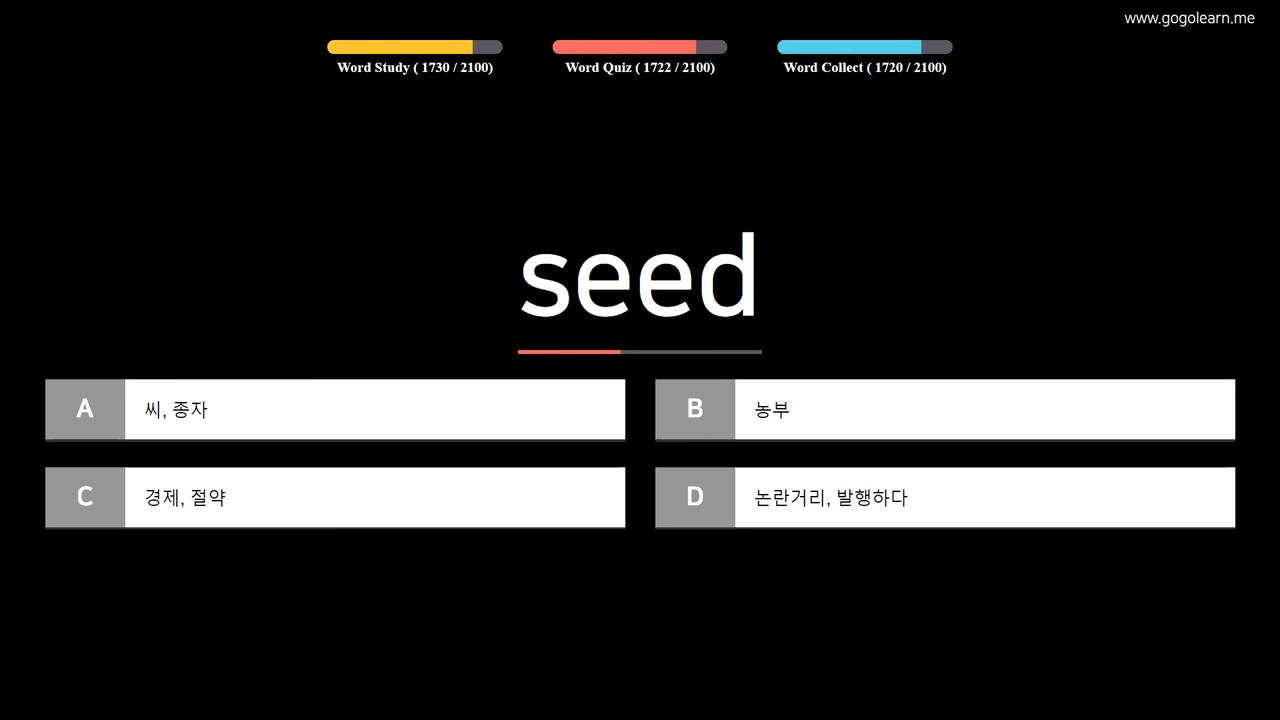 www.gogolearn.me
Word Study ( 1730 / 2100)
Word Quiz ( 1722 / 2100)
Word Collect ( 1720 / 2100)
seed
A 씨, 종자
B 농부
C 경제, 절약
D 논란거리, 발행하다